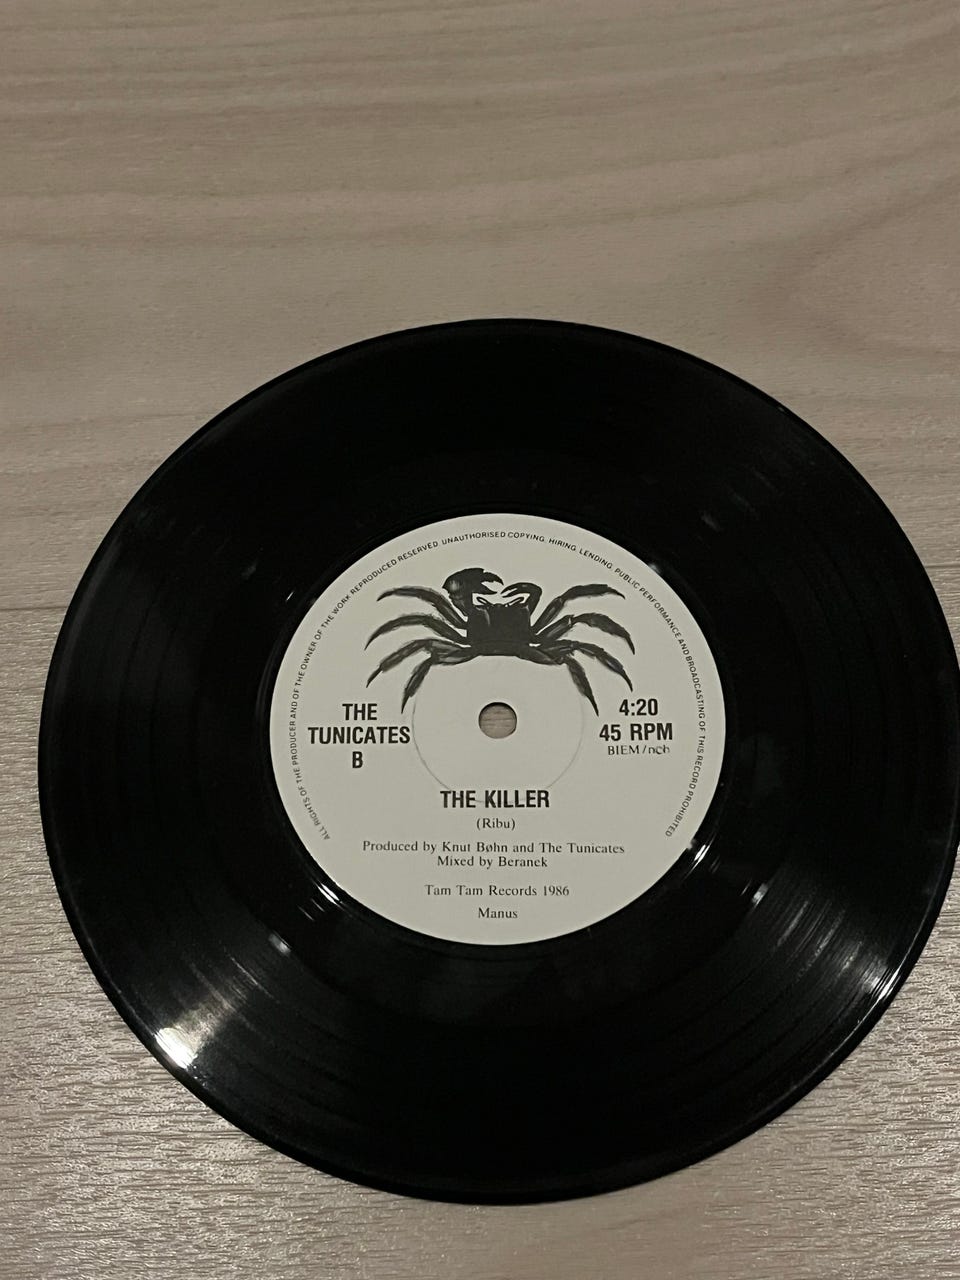 ALL RIGHTS OF THE PRODUCER AND OF THE OWNER OF THE WORK REPRODUCED RESERVED. UNAUTHORISED COPYING, HIRING, LENDING, PUBLIC PERFORMANCE AND BROADCASTING OF THIS RECORD PROHIBITED
THE
TUNICATES
B
4:20
45 RPM
BIEM/ncb
THE KILLER
(Ribu)
Produced by Knut Bøhn and The Tunicates
Mixed by Beranek
Tam Tam Records 1986
Manus